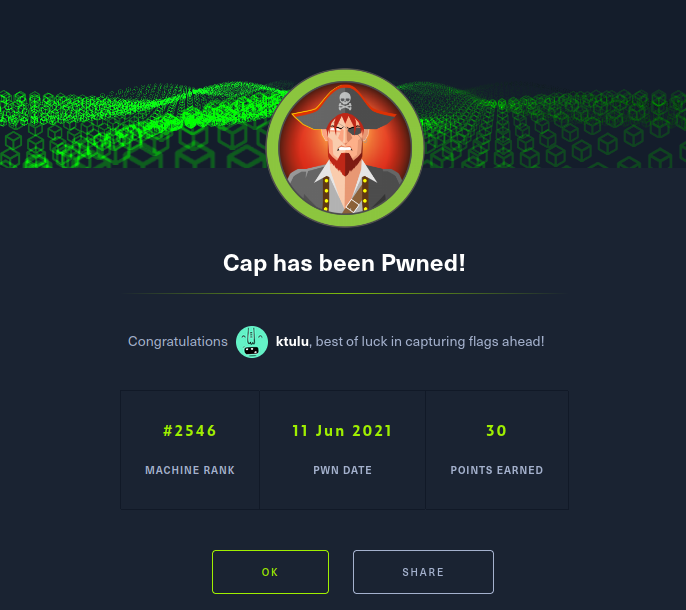 Cap has been Pwned!
Congratulations ktulu, best of luck in capturing flags ahead!
#2546 11 Jun 2021 30
MACHINE RANK PWN DATE POINTS EARNED
OK SHARE